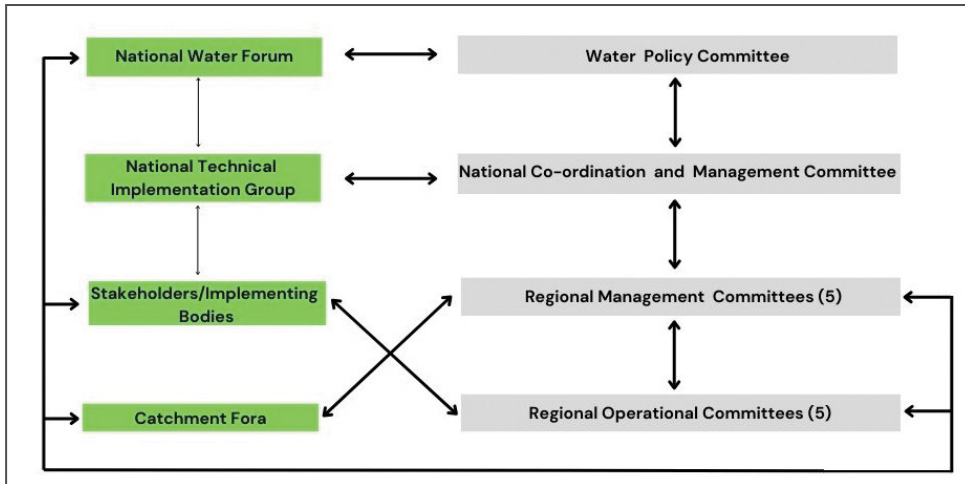 National Water Forum
Water Policy Committee
National Technical
Implementation Group
National Co-ordination and Management Committee
Stakeholders/Implementing
Bodies
Regional Management Committees (5)
Catchment Fora
Regional Operational Committees (5)